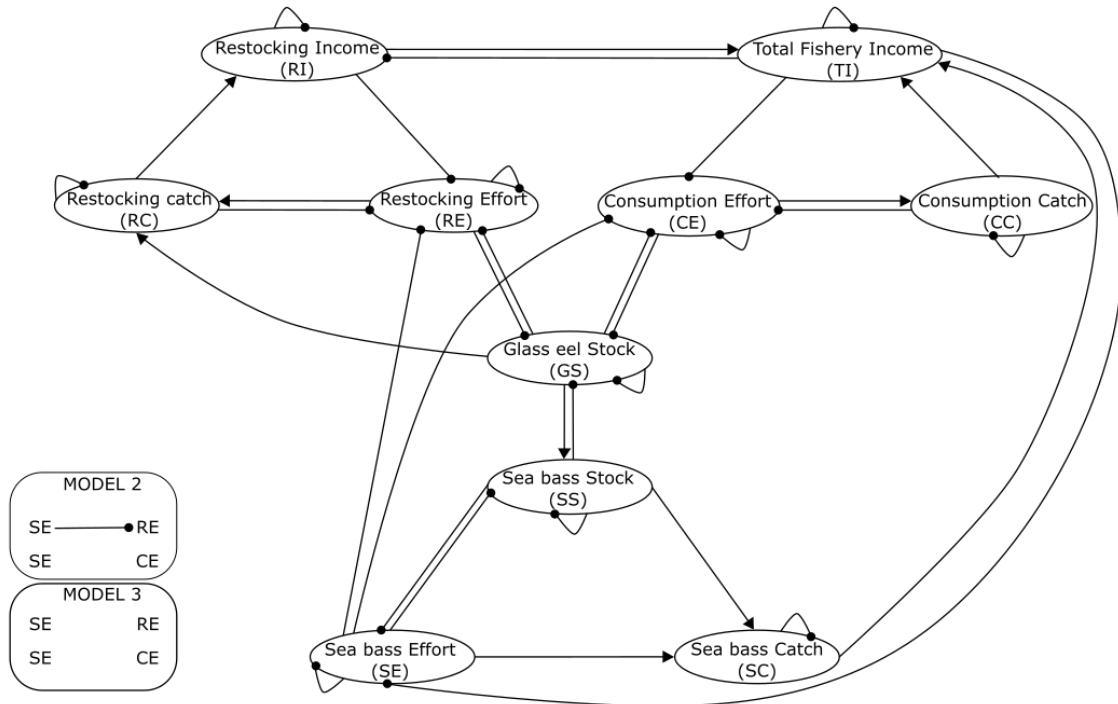 Restocking Income
(RI)
Total Fishery Income
(TI)
Restocking catch
(RC)
Restocking Effort
(RE)
Consumption Effort
(CE)
Consumption Catch
(CC)
Glass eel Stock
(GS)
Sea bass Stock
(SS)
MODEL 2
SE RE
SE CE
MODEL 3
SE RE
SE CE
Sea bass Effort
(SE)
Sea bass Catch
(SC)